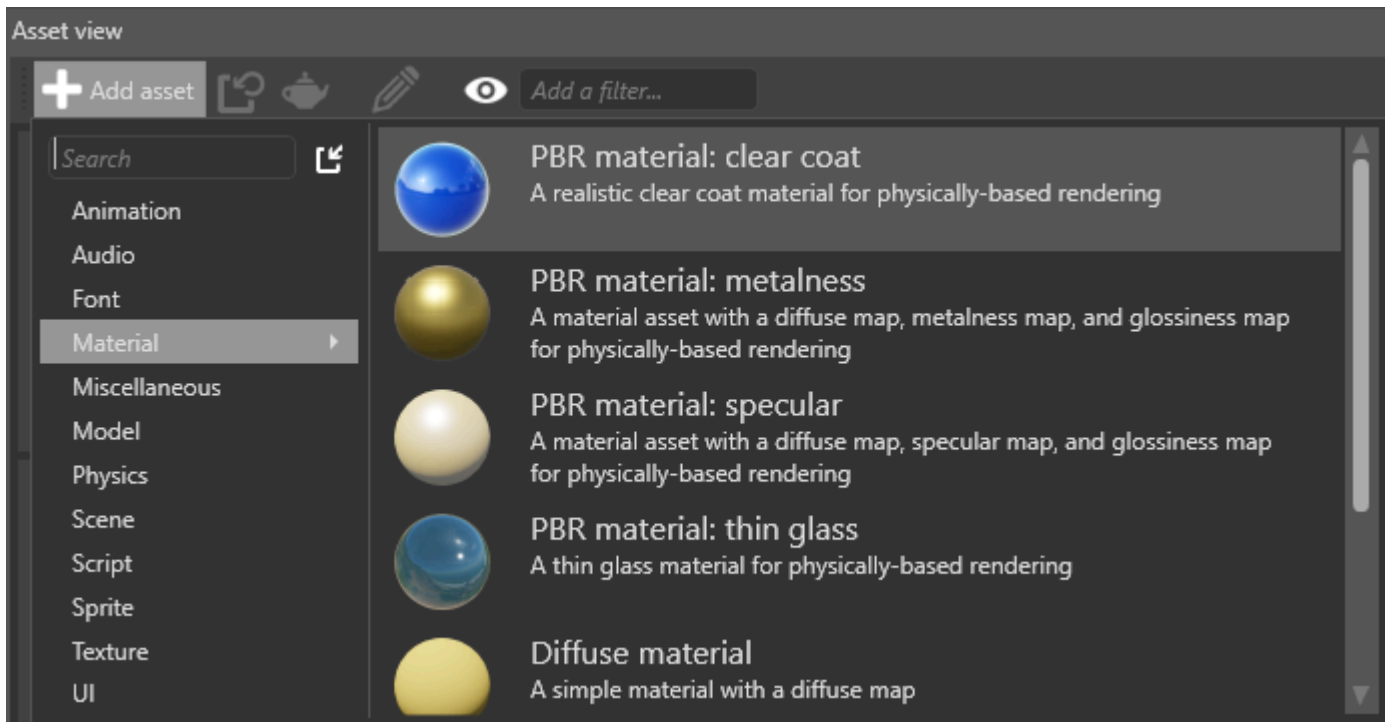 Asset view
Add asset
Add a filter...
Search
Animation
Audio
Font
Material
Miscellaneous
Model
Physics
Scene
Script
Sprite
Texture
UI
PBR material: clear coat
A realistic clear coat material for physically-based rendering
PBR material: metalness
A material asset with a diffuse map, metalness map, and glossiness map
for physically-based rendering
PBR material: specular
A material asset with a diffuse map, specular map, and glossiness map
for physically-based rendering
PBR material: thin glass
A thin glass material for physically-based rendering
Diffuse material
A simple material with a diffuse map